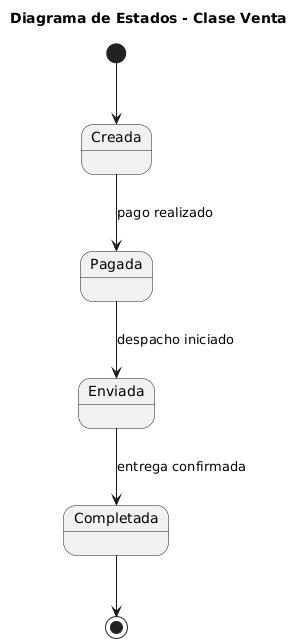 Diagrama de Estados - Clase Venta
Creada
pago realizado
Pagada
despacho iniciado
Enviada
entrega confirmada
Completada